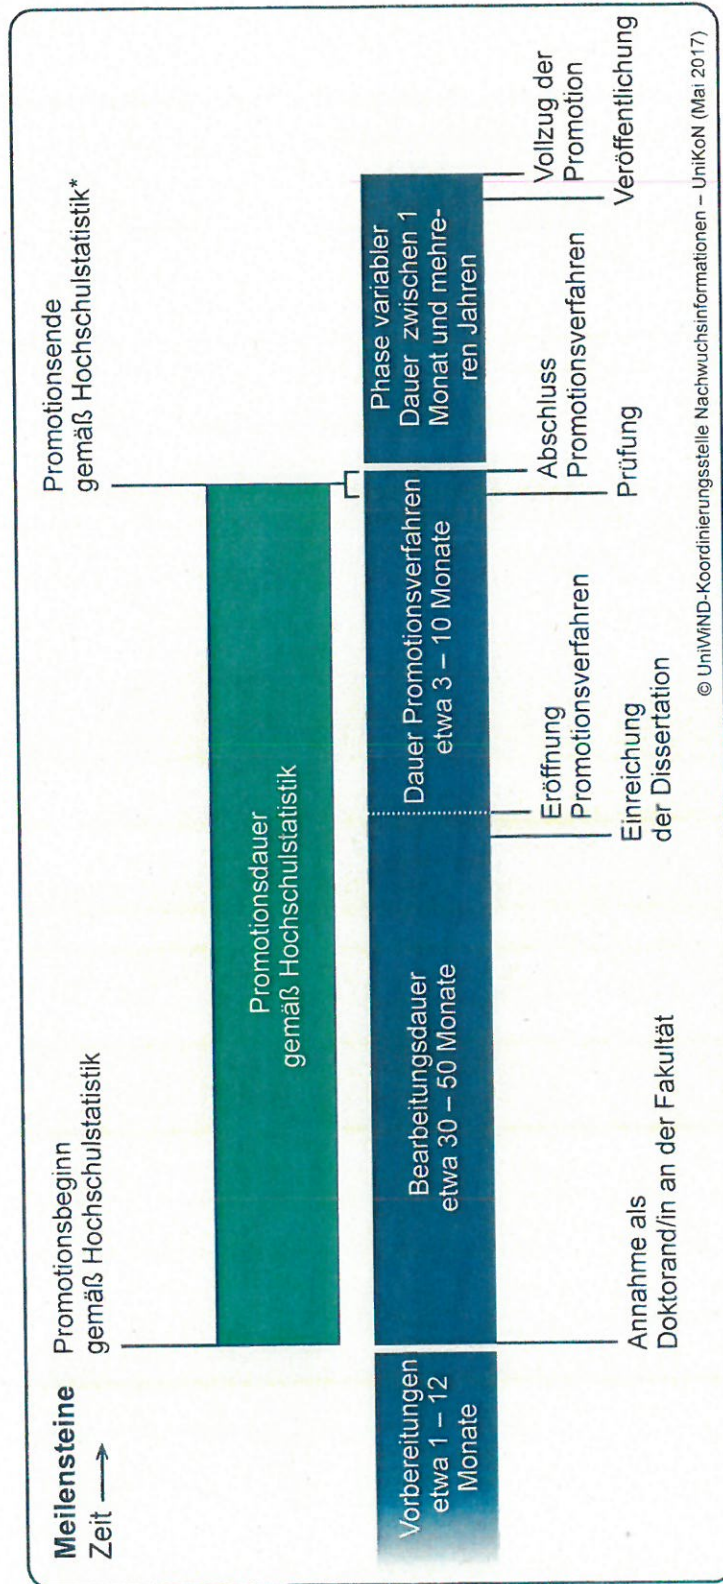 Meilensteine
Zeit
Promotionsbeginn
gemäß Hochschulstatistik
Promotionsende
gemäß Hochschulstatistik*
Promotionsdauer
gemäß Hochschulstatistik
Vorbereitungen
etwa 1 – 12
Monate
Bearbeitungsdauer
etwa 30 – 50 Monate
Dauer Promotionsverfahren
etwa 3 – 10 Monate
Phase variabler
Dauer zwischen 1
Monat und mehre-
ren Jahren
Annahme als
Doktorand/in an der Fakultät
Eröffnung
Promotionsverfahren
Einreichung
der Dissertation
Abschluss
Promotionsverfahren
Prüfung
Vollzug der
Promotion
Veröffentlichung
© UniWiND-Koordinierungsstelle Nachwuchsinformationen – UniKoN (Mai 2017)